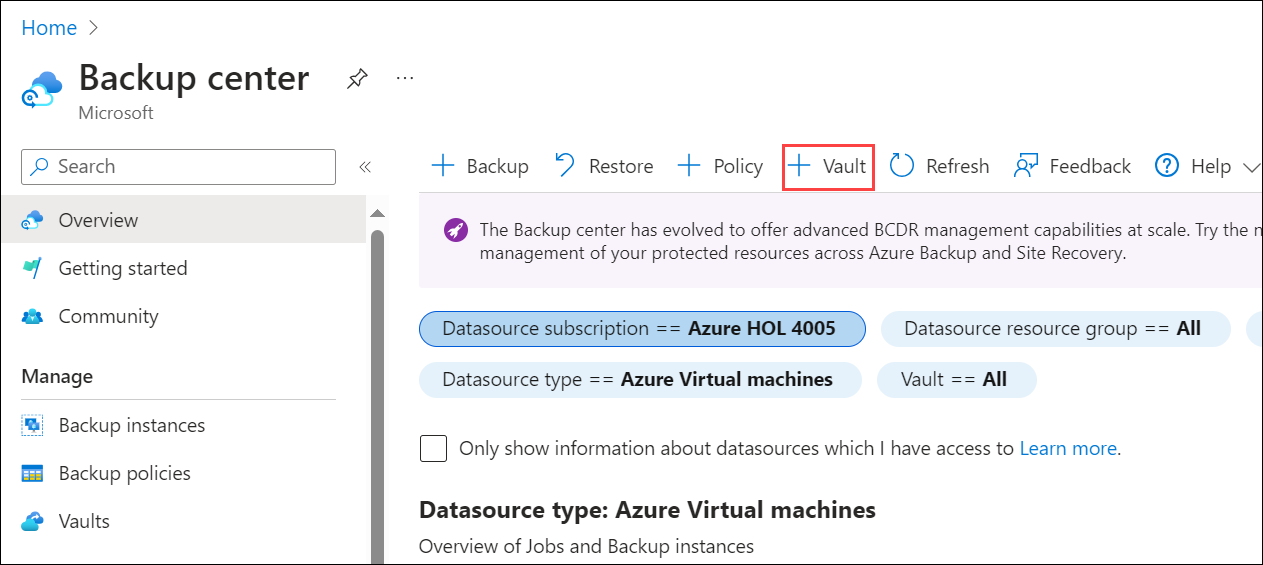 Home
Backup center
...
Microsoft
Search
«
Backup
Restore
Policy
Vault
Refresh
Feedback
Help
Overview
Getting started
Community
Manage
Backup instances
Backup policies
Vaults
The Backup center has evolved to offer advanced BCDR management capabilities at scale. Try the
management of your protected resources across Azure Backup and Site Recovery.
Datasource subscription == Azure HOL 4005
Datasource resource group == All
Datasource type == Azure Virtual machines
Vault == All
Only show information about datasources which I have access to Learn more.
Datasource type: Azure Virtual machines
Overview of Jobs and Backup instances